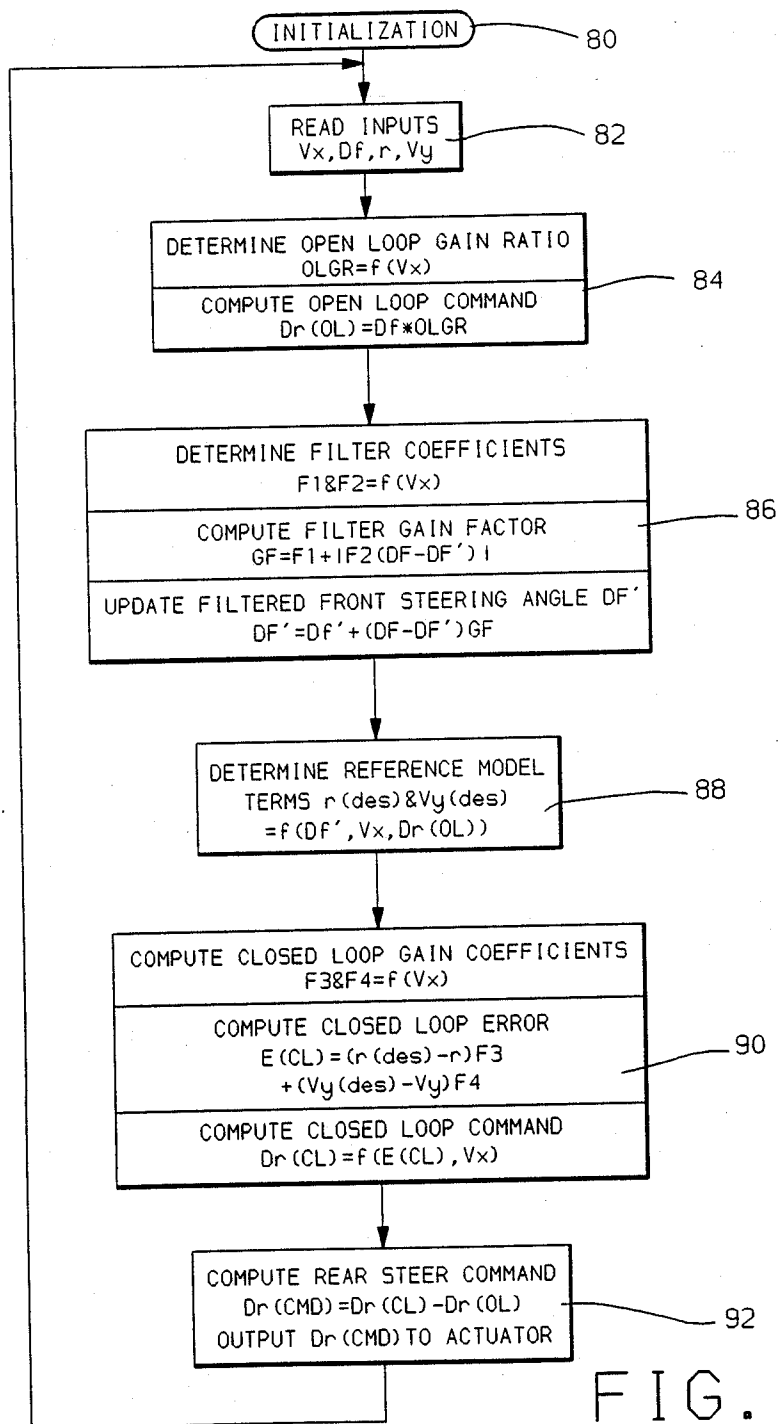 INITIALIZATION
80
READ INPUTS
Vx,Df,r,Vy
82
DETERMINE OPEN LOOP GAIN RATIO
OLGR=f(Vx)
COMPUTE OPEN LOOP COMMAND
Dr(OL)=Df*OLGR
84
DETERMINE FILTER COEFFICIENTS
F1&F2=f(Vx)
COMPUTE FILTER GAIN FACTOR
GF=F1+|F2(DF-DF')|
UPDATE FILTERED FRONT STEERING ANGLE DF'
DF'=Df'+(DF-DF')GF
86
DETERMINE REFERENCE MODEL
TERMS r(des)&Vy(des)
=f(Df',Vx,Dr(OL))
88
COMPUTE CLOSED LOOP GAIN COEFFICIENTS
F3&F4=f(Vx)
COMPUTE CLOSED LOOP ERROR
E(CL)=(r(des)-r)F3
+(Vy(des)-Vy)F4
COMPUTE CLOSED LOOP COMMAND
Dr(CL)=f(E(CL),Vx)
90
COMPUTE REAR STEER COMMAND
Dr(CMD)=Dr(CL)-Dr(OL)
OUTPUT Dr(CMD)TO ACTUATOR
92
FIG.